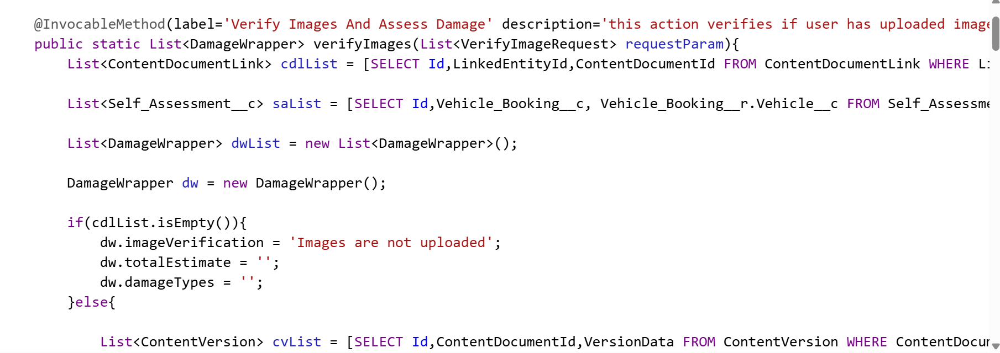 @InvocableMethod(label='Verify Images And Assess Damage' description='this action verifies if user has uploaded image
public static List<DamageWrapper> verifyImages(List<VerifyImageRequest> requestParam){
List<ContentDocumentLink> cdlList = [SELECT Id,LinkedEntityId,ContentDocumentId FROM ContentDocumentLink WHERE Li
List<Self_Assessment__c> saList = [SELECT Id,Vehicle_Booking__c, Vehicle_Booking__r.Vehicle__c FROM Self_Assessme
List<DamageWrapper> dwList = new List<DamageWrapper>();
DamageWrapper dw = new DamageWrapper();
if(cdlList.isEmpty()){
dw.imageVerification = 'Images are not uploaded';
dw.totalEstimate = '';
dw.damageTypes = '';
}else{
List<ContentVersion> cvList = [SELECT Id,ContentDocumentId,VersionData FROM ContentVersion WHERE ContentDocum